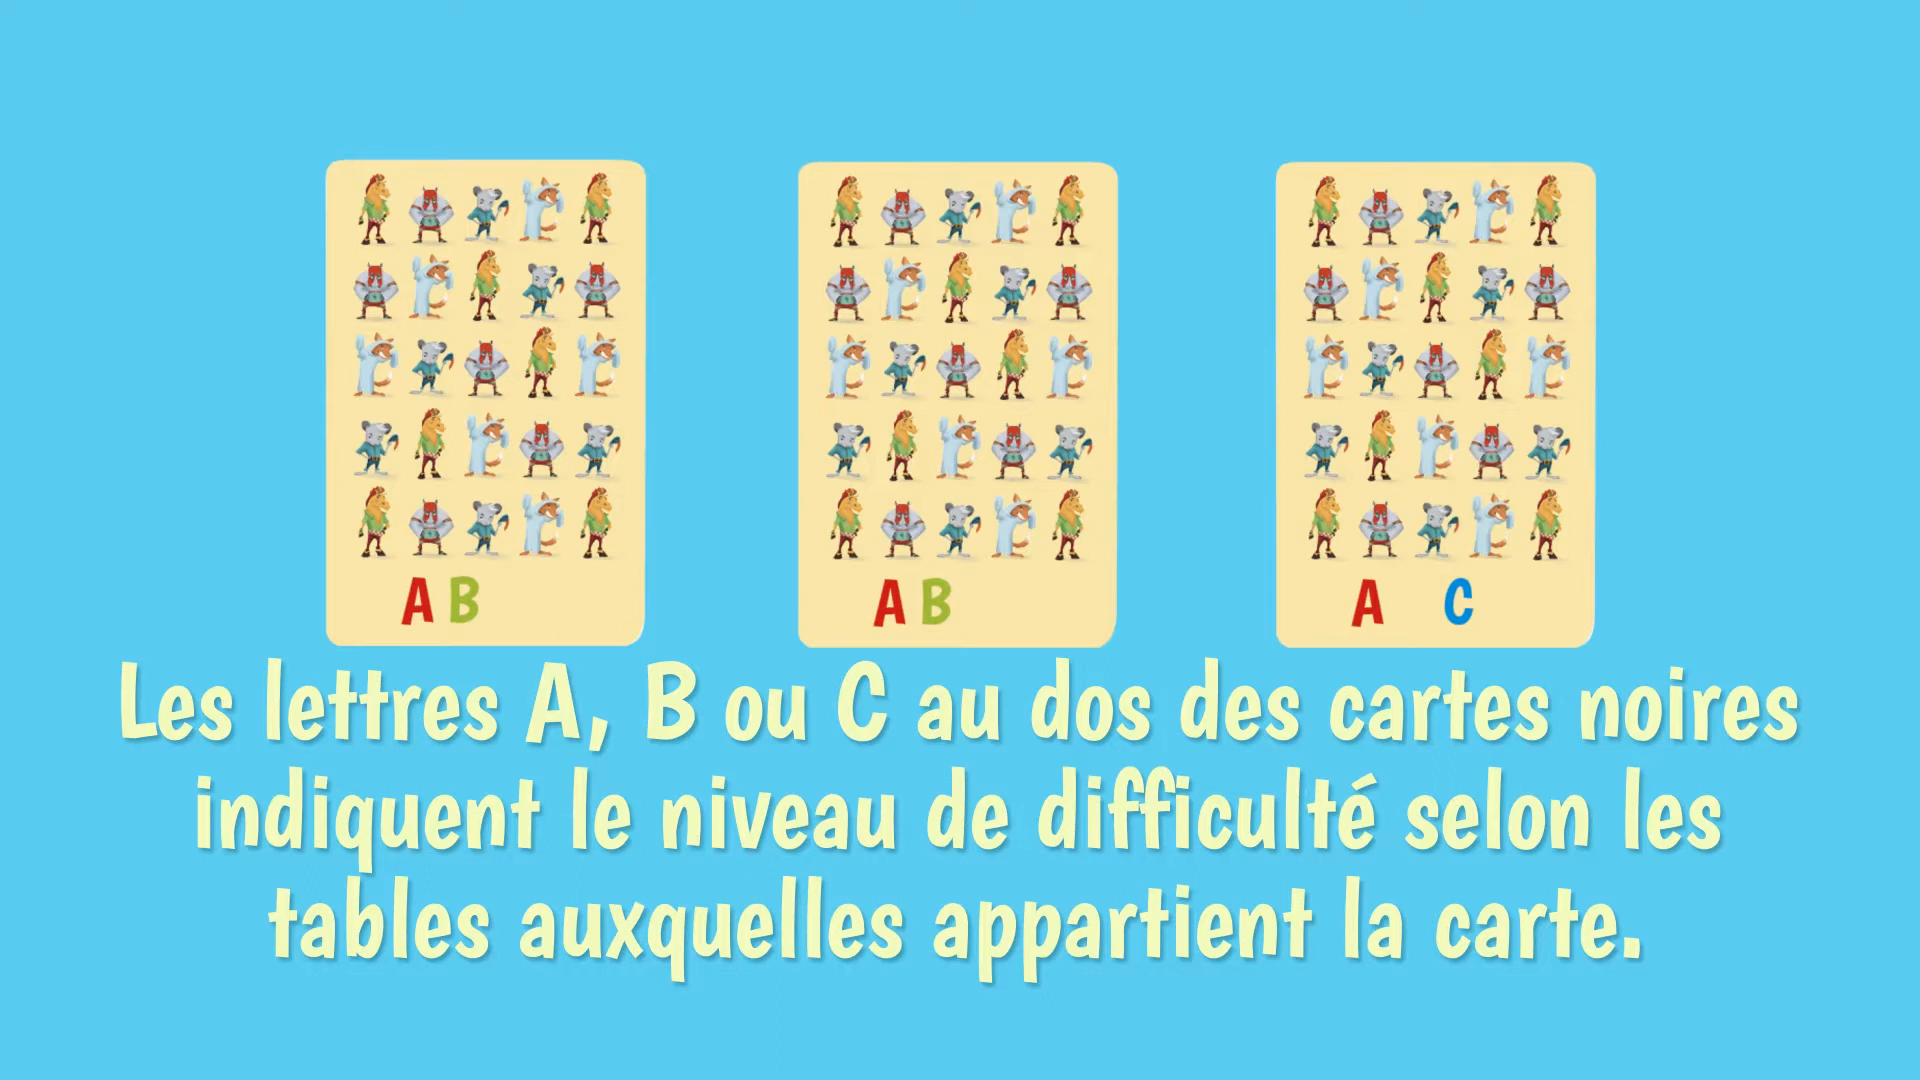 A B
A B
A C
Les lettres A, B ou C au dos des cartes noires
indiquent le niveau de difficulté selon les
tables auxquelles appartient la carte.